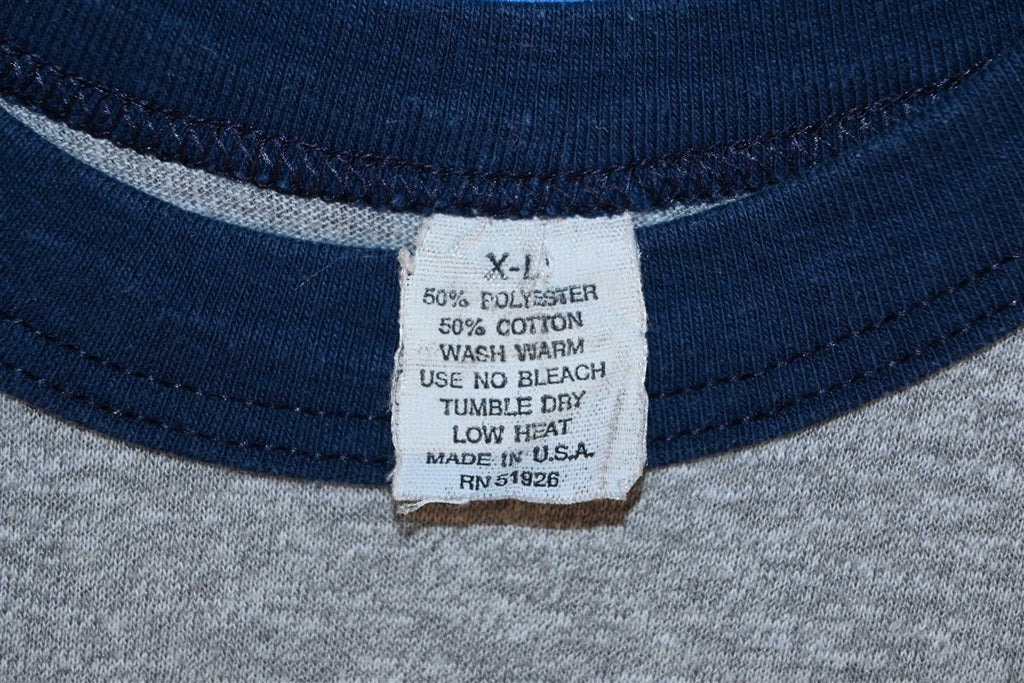 X-L
50% POLYESTER
50% COTTON
WASH WARM
USE NO BLEACH
TUMBLE DRY
LOW HEAT
MADE IN U.S.A.
RN 51926